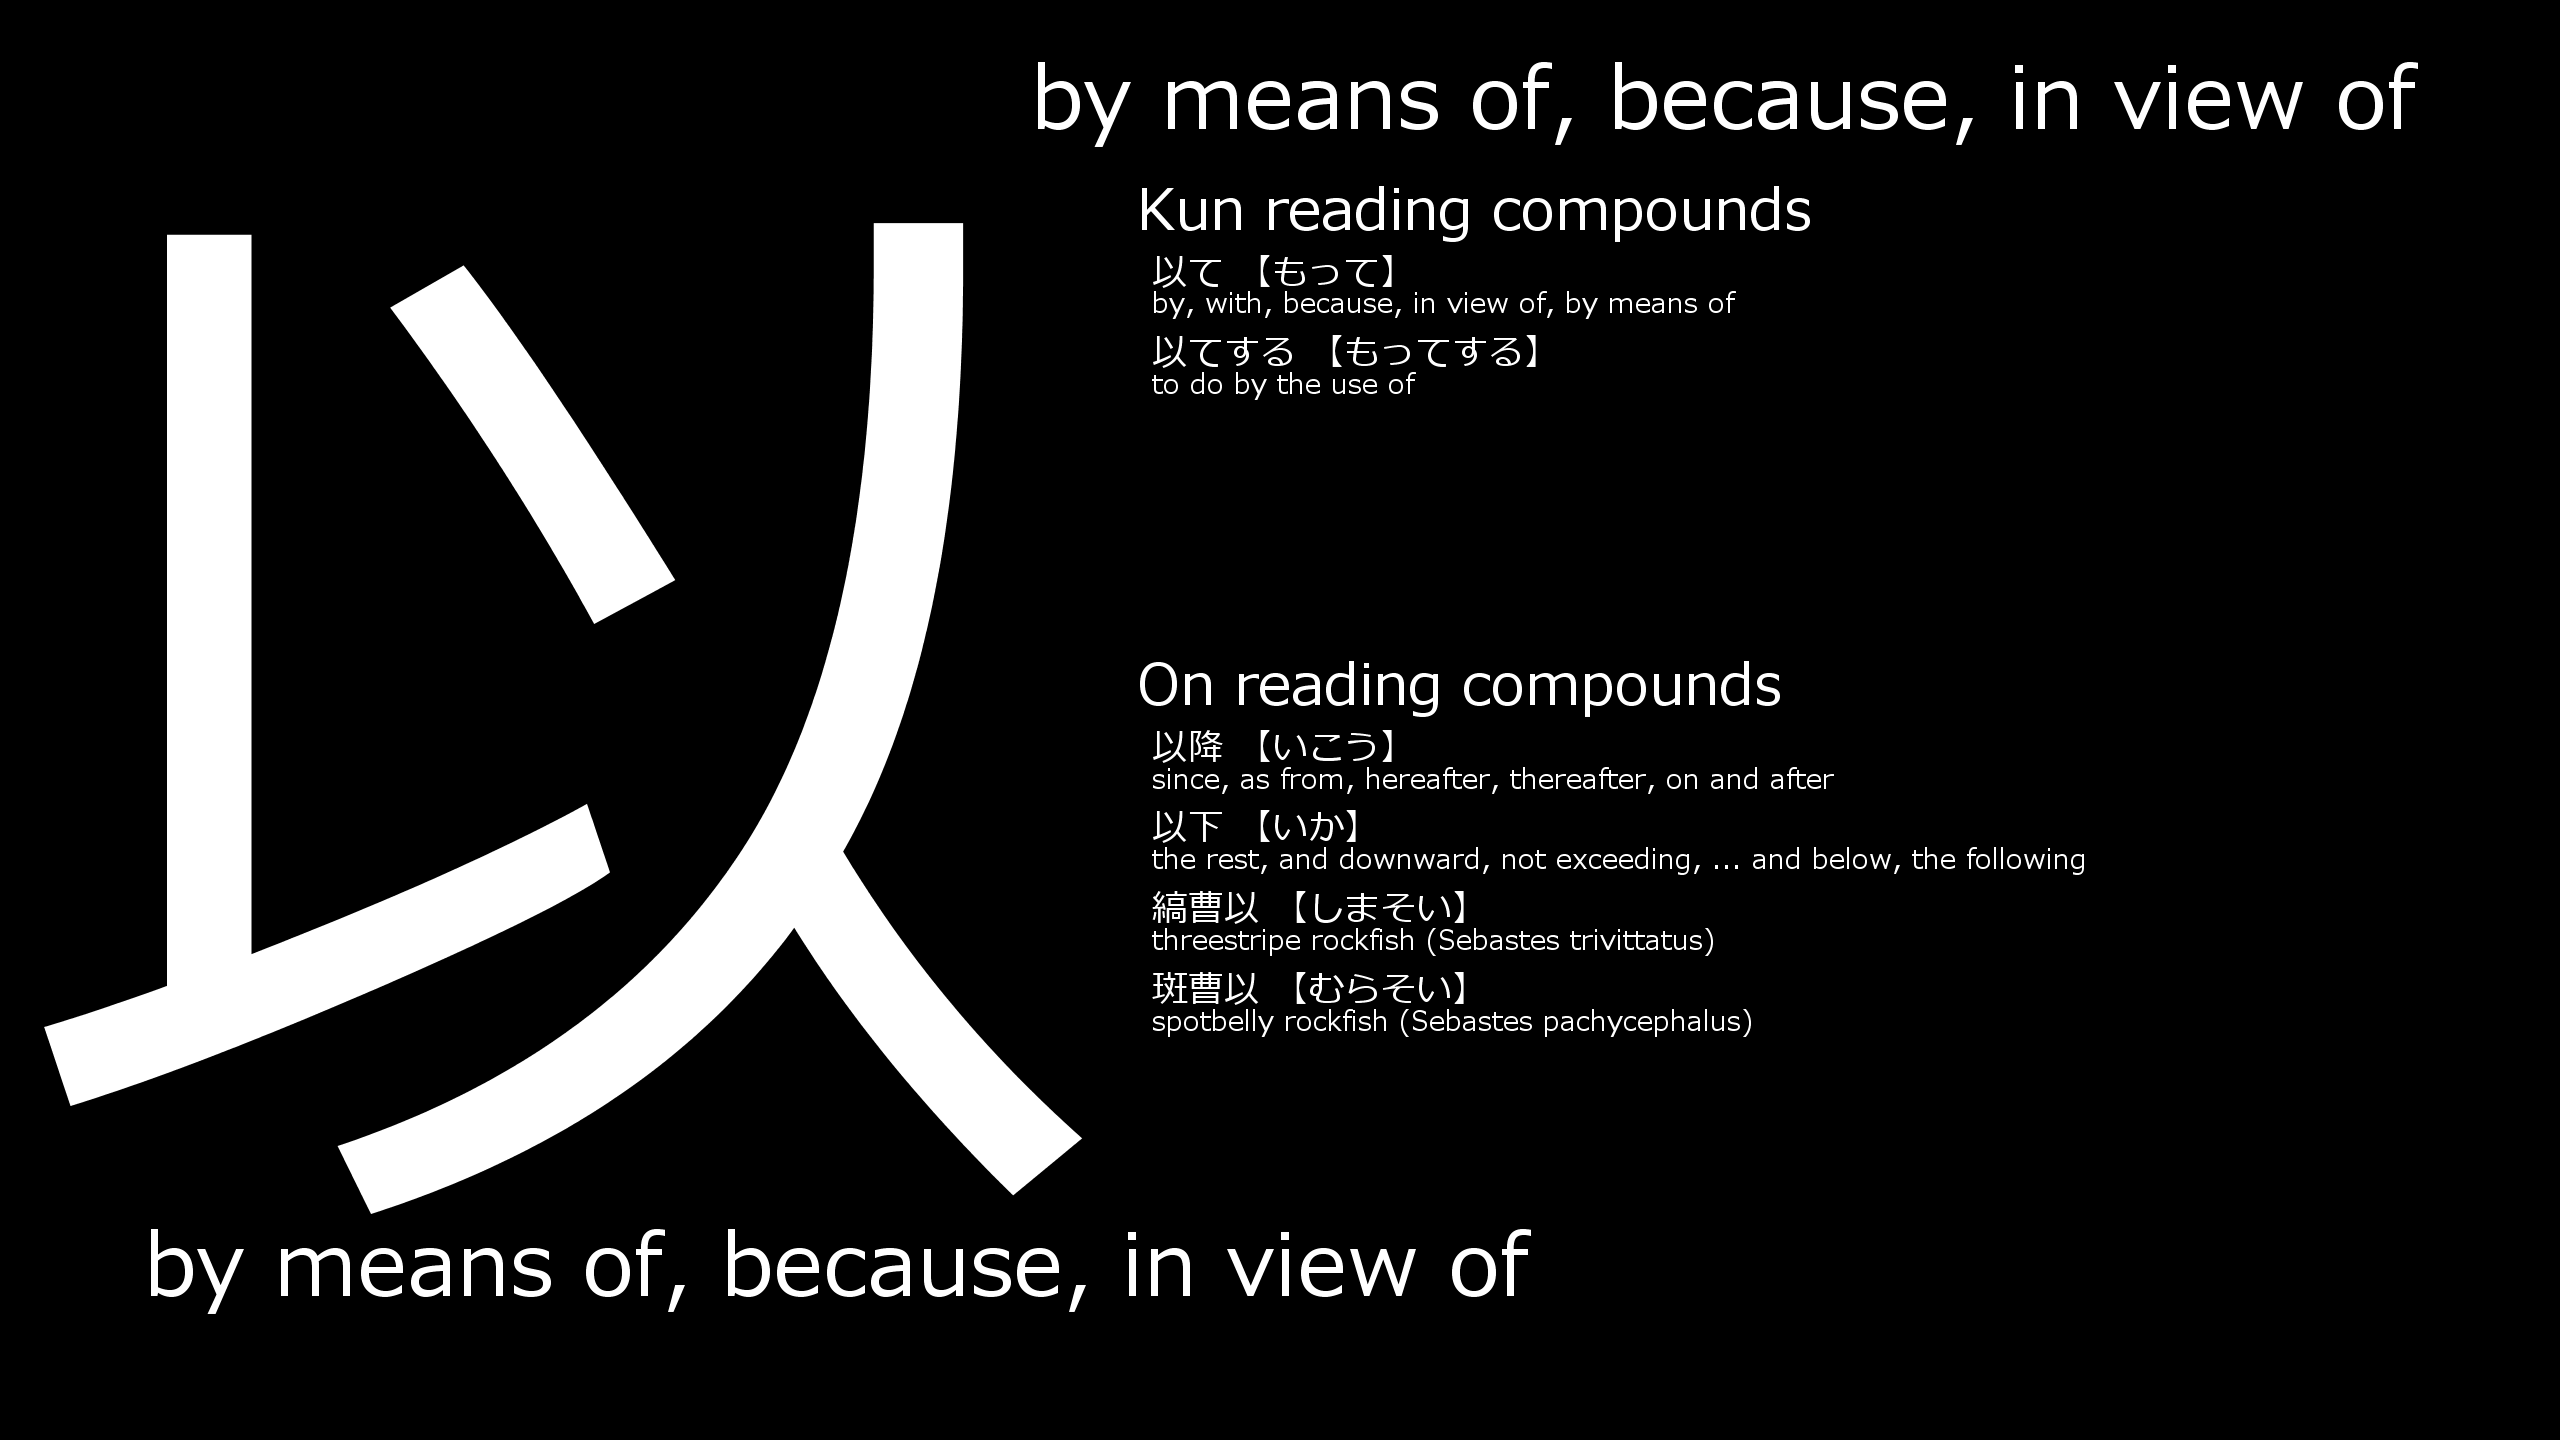 by means of, because, in view of
以
Kun reading compounds
以て 【もって】
by, with, because, in view of, by means of
以てする 【もってする】
to do by the use of
On reading compounds
以降 【いこう】
since, as from, hereafter, thereafter, on and after
以下 【いか】
the rest, and downward, not exceeding, ... and below, the following
縞曹以 【しまそい】
threestripe rockfish (Sebastes trivittatus)
斑曹以 【むらそい】
spotbelly rockfish (Sebastes pachycephalus)
by means of, because, in view of